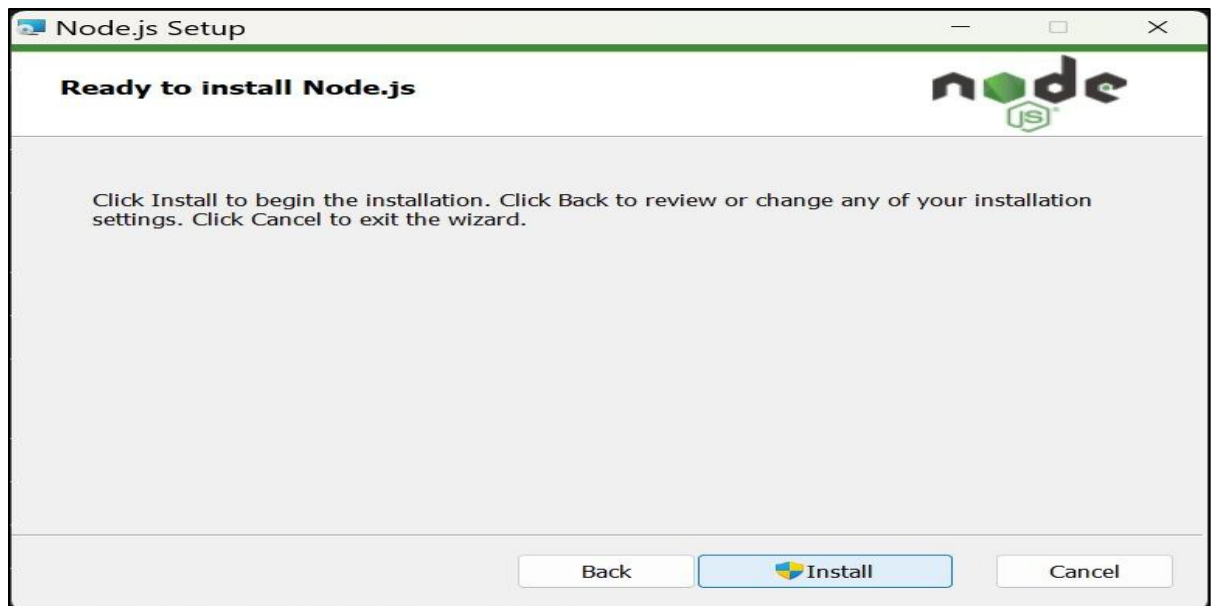 Node.js Setup
Ready to install Node.js
node
JS
Click Install to begin the installation. Click Back to review or change any of your installation
settings. Click Cancel to exit the wizard.
Back
Install
Cancel